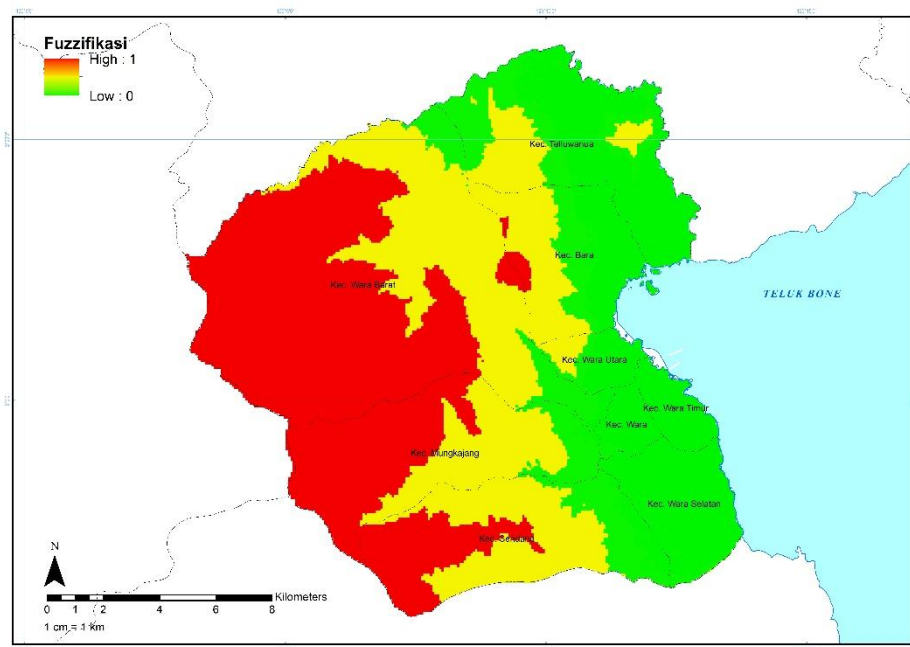 Fuzzifikasi
High : 1
Low : 0
Kec. Telluwanua
Kec. Bara
Kec. Wara Barat
TELUK BONE
Kec. Wara Utara
Kec. Wara Timur
Kec. Wara
Kec. Mungkajang
Kec. Wara Selatan
Kec. Sendana
N
Kilometers
0 1 2 4 6 8
1 cm = 1 km